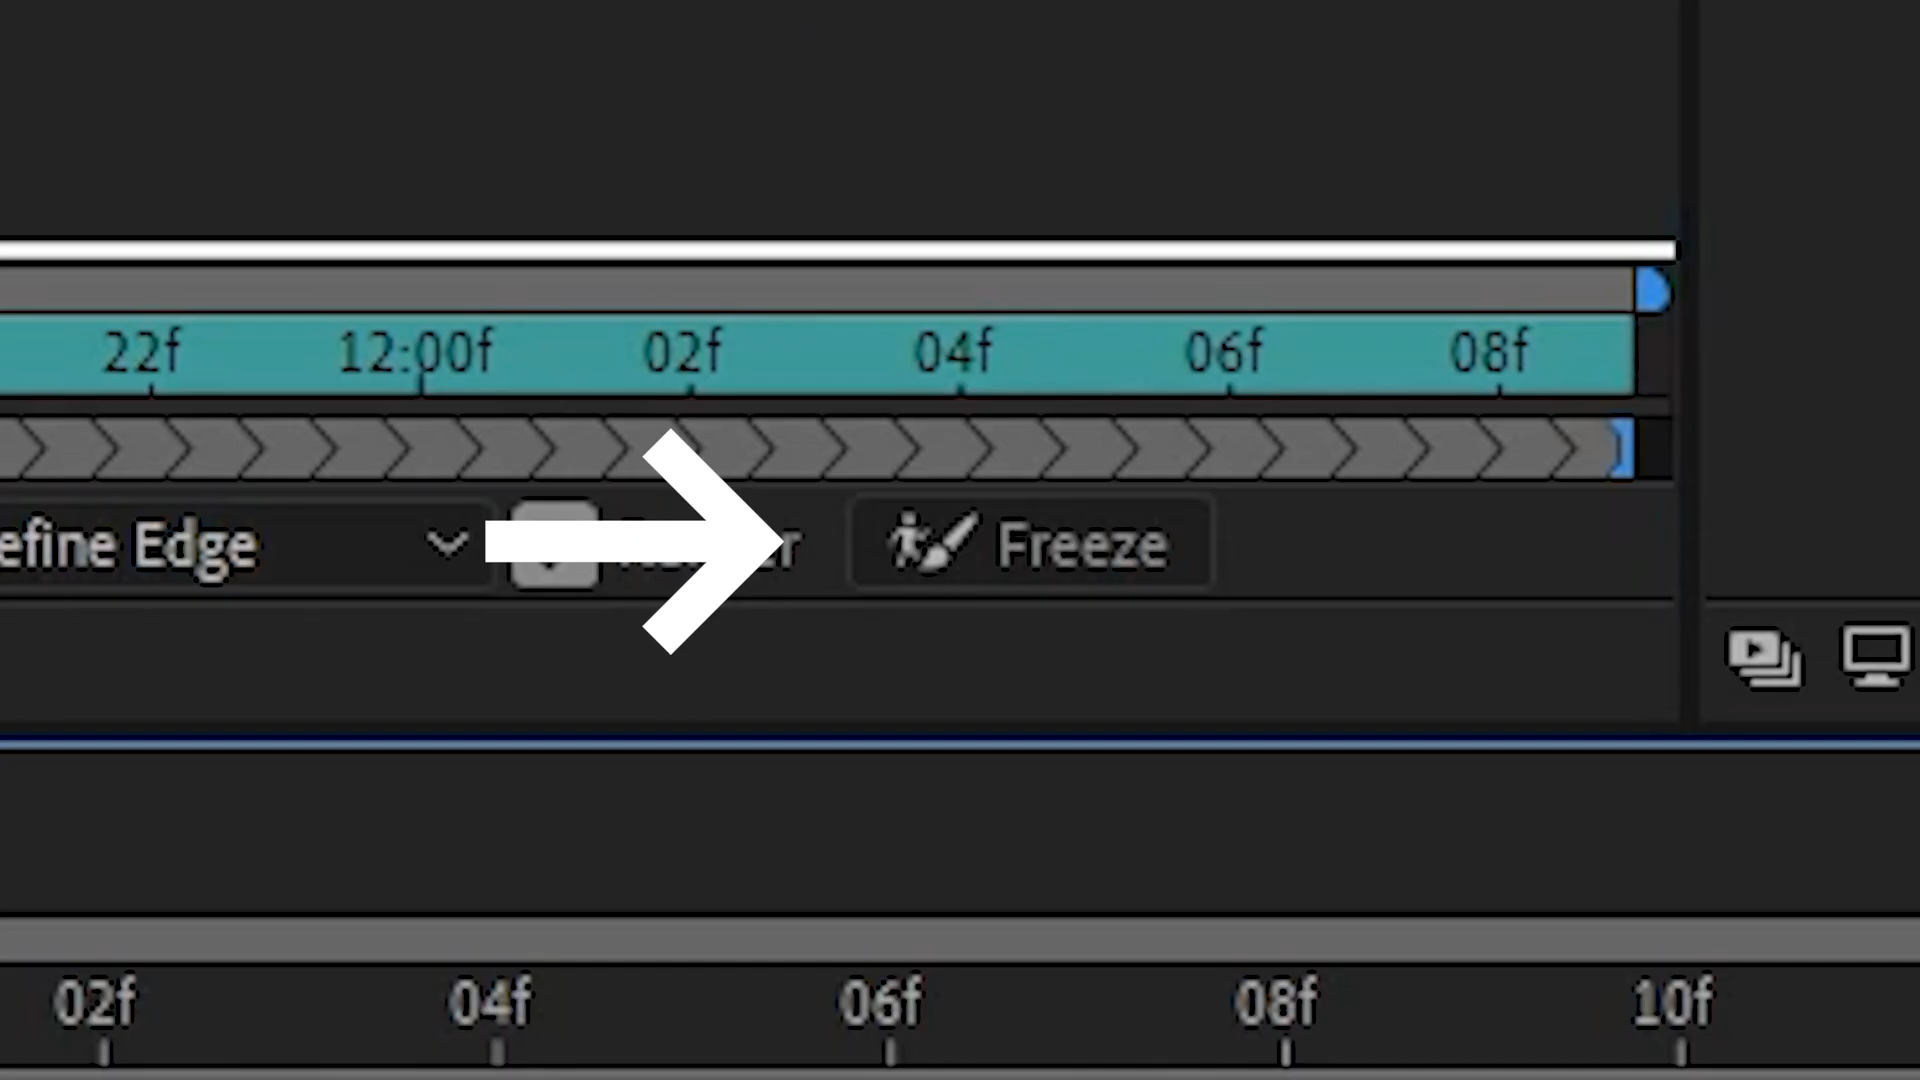 22f 12:00f 02f 04f 06f 08f
efine Edge Freeze
02f 04f 06f 08f 10f